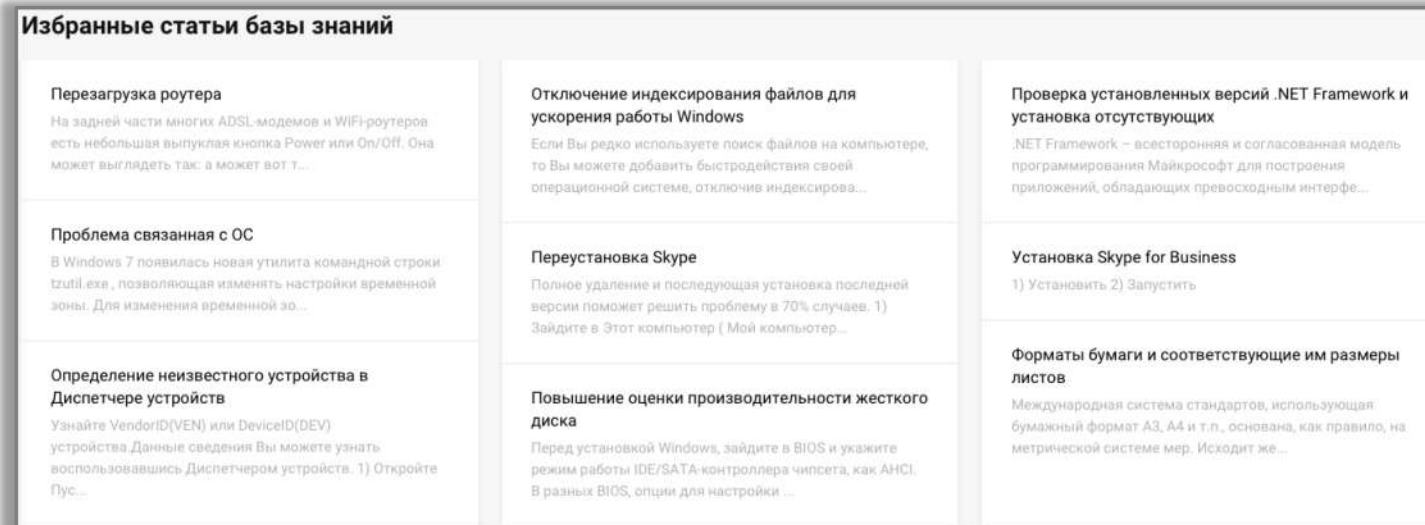 Избранные статьи базы знаний
Перезагрузка роутера
На задней части многих ADSL-модемов и WiFi-роутеров
есть небольшая выпуклая кнопка Power или On/Off. Она
может выглядеть так: а может вот т...
Проблема связанная с ОС
В Windows 7 появилась новая утилита командной строки
tzutil.exe , позволяющая изменять настройки временной
зоны. Для изменения временной зо...
Определение неизвестного устройства в
Диспетчере устройств
Узнайте VendorID(VEN) или DeviceID(DEV)
устройства.Данные сведения Вы можете узнать
воспользовавшись Диспетчером устройств. 1) Откройте
Пус...
Отключение индексирования файлов для
ускорения работы Windows
Если Вы редко используете поиск файлов на компьютере,
то Вы можете добавить быстродействия своей
операционной системе, отключив индексирова...
Переустановка Skype
Полное удаление и последующая установка последней
версии поможет решить проблему в 70% случаев. 1)
Зайдите в Этот компьютер ( Мой компьютер...
Повышение оценки производительности жесткого
диска
Перед установкой Windows, зайдите в BIOS и укажите
режим работы IDE/SATA-контроллера чипсета, как AHCI.
В разных BIOS, опции для настройки ...
Проверка установленных версий .NET Framework и
установка отсутствующих
.NET Framework – всесторонняя и согласованная модель
программирования Майкрософт для построения
приложений, обладающих превосходным интерфе...
Установка Skype for Business
1) Установить 2) Запустить
Форматы бумаги и соответствующие им размеры
листов
Международная система стандартов, использующая
бумажный формат А3, А4 и т.п., основана, как правило, на
метрической системе мер. Исходит же...